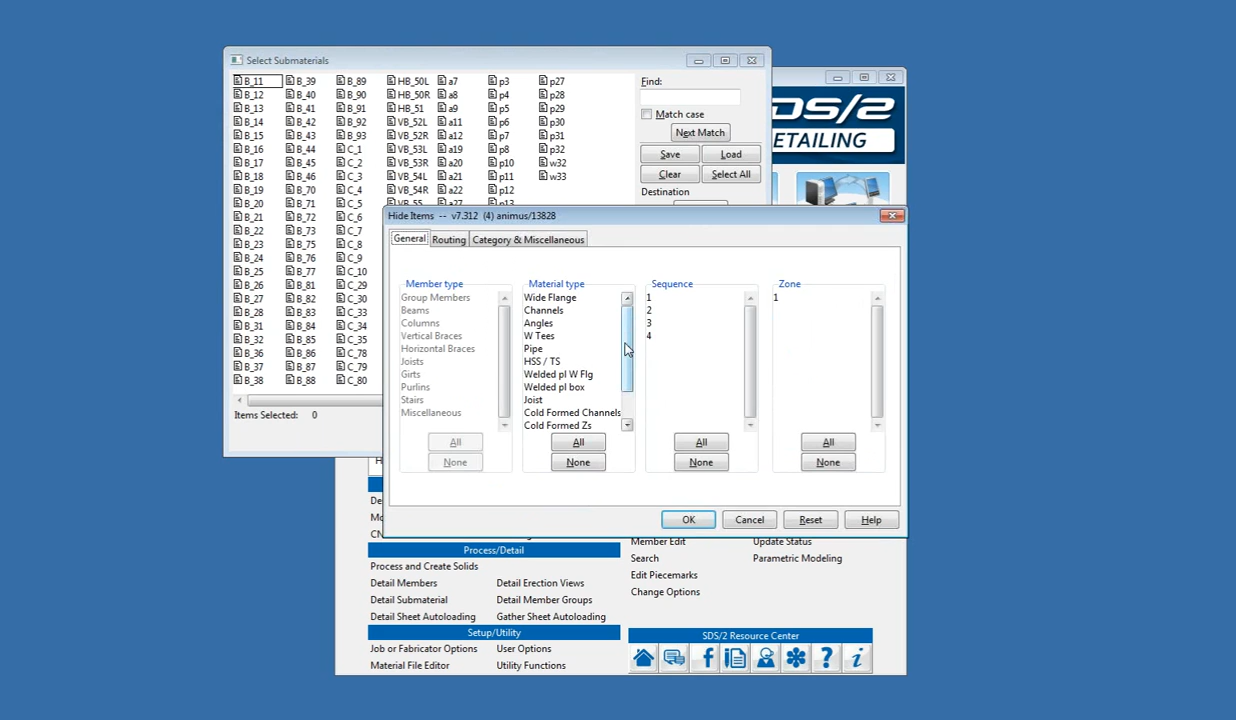 Select Submaterials
B_11 B_39 B_89 HB_50L a7 p3 p27
B_12 B_40 B_90 HB_50R a8 p4 p28
B_13 B_41 B_91 HB_51 a9 p5 p29
B_14 B_42 B_92 VB_52L a11 p6 p30
B_15 B_43 B_93 VB_52R a12 p7 p31
B_16 B_44 C_1 VB_53L a19 p8 p32
B_17 B_45 C_2 VB_53R a20 p10 w32
B_18 B_46 C_3 VB_54L a21 p11 w33
B_19 B_70 C_4 VB_54R a22 p12
B_20 B_71 C_5 VB_55 a27 p13
B_21 B_72 C_6
B_22 B_73 C_7
B_23 B_75 C_8
B_24 B_76 C_9
B_25 B_77 C_10
B_26 B_81 C_29
B_27 B_82 C_30
B_28 B_83 C_33
B_31 B_84 C_34
B_32 B_85 C_35
B_36 B_86 C_78
B_37 B_87 C_79
B_38 B_88 C_80
Items Selected: 0
Find:
Match case
Next Match
Save Load
Clear Select All
Destination
DS/2
ETAILING
Hide Items -- v7.312 (4) animus/13828
General Routing Category & Miscellaneous
Member type
Group Members
Beams
Columns
Vertical Braces
Horizontal Braces
Joists
Girts
Purlins
Stairs
Miscellaneous
All
None
Material type
Wide Flange
Channels
Angles
W Tees
Pipe
HSS / TS
Welded pl W Flg
Welded pl box
Joist
Cold Formed Channels
Cold Formed Zs
All
None
Sequence
1
2
3
4
All
None
Zone
1
All
None
OK Cancel Reset Help
H
De
Mo
CN
Process/Detail
Process and Create Solids
Detail Members Detail Erection Views
Detail Submaterial Detail Member Groups
Detail Sheet Autoloading Gather Sheet Autoloading
Setup/Utility
Job or Fabricator Options User Options
Material File Editor Utility Functions
Member Edit Update Status
Search Parametric Modeling
Edit Piecemarks
Change Options
SDS/2 Resource Center
f ? i